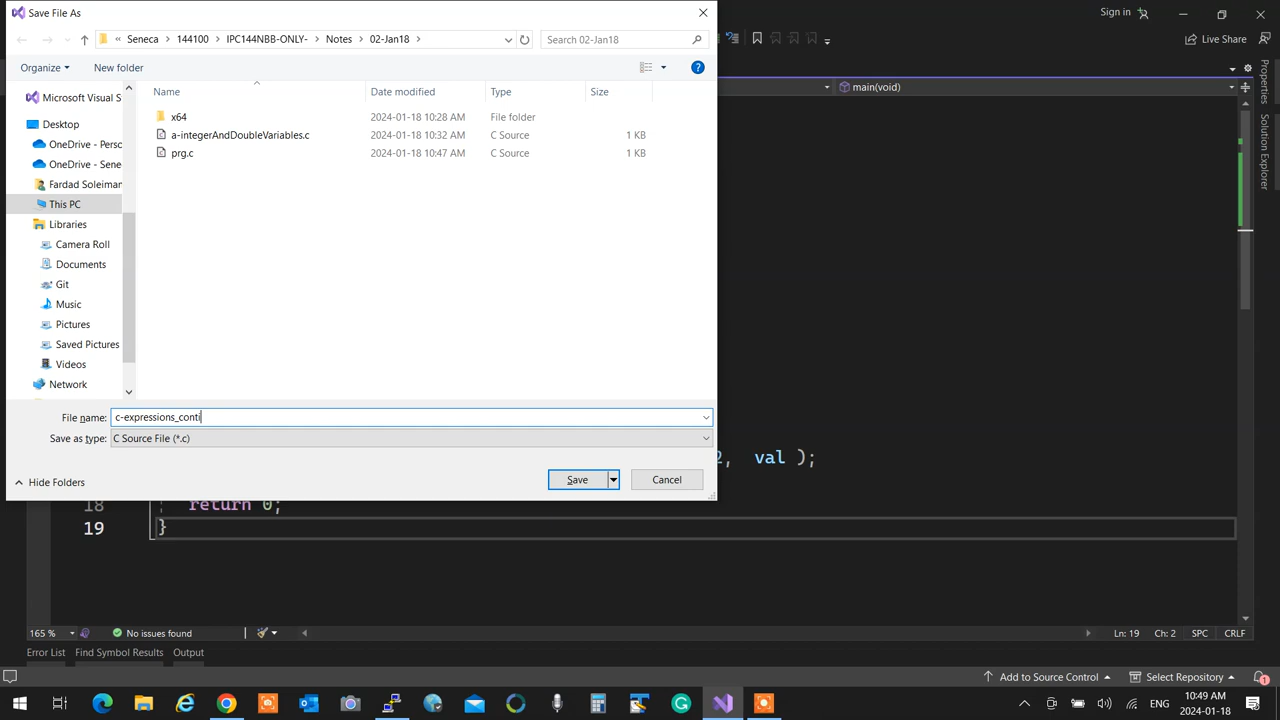 Save File As
Sign in
« Seneca > 144100 > IPC144NBB-ONLY- > Notes > 02-Jan18 >
Search 02-Jan18
Live Share
Organize
New folder
?
main(void)
Name
Date modified
Type
Size
Microsoft Visual S
Desktop
OneDrive - Perso
OneDrive - Sene
Fardad Soleiman
This PC
Libraries
Camera Roll
Documents
Git
Music
Pictures
Saved Pictures
Videos
Network
x64
2024-01-18 10:28 AM
File folder
a-integerAndDoubleVariables.c
2024-01-18 10:32 AM
C Source
1 KB
prg.c
2024-01-18 10:47 AM
C Source
1 KB
Properties
Solution Explorer
File name: c-expressions_conti
Save as type: C Source File (*.c)
Hide Folders
Save
Cancel
2, val );
18 return 0;
19 }
165 %
No issues found
Ln: 19 Ch: 2 SPC CRLF
Error List Find Symbol Results Output
Add to Source Control
Select Repository
1
ENG
10:49 AM
2024-01-18